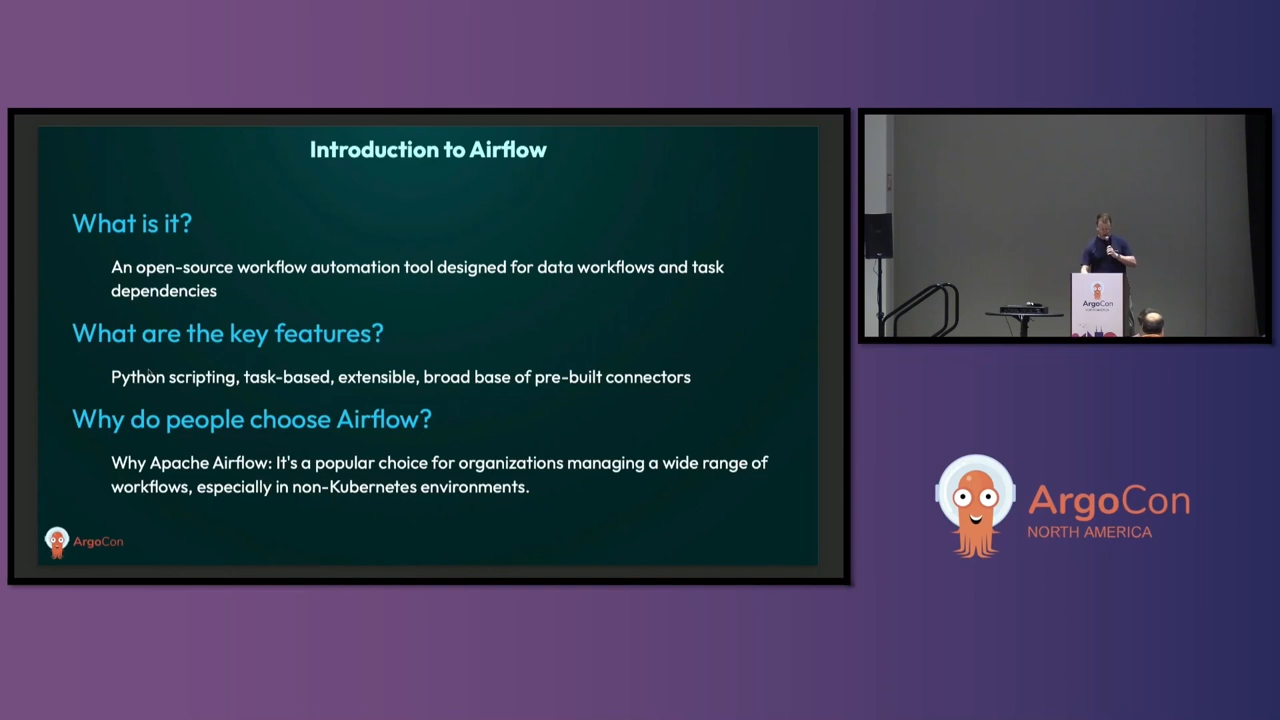 Introduction to Airflow
What is it?
An open-source workflow automation tool designed for data workflows and task
dependencies
What are the key features?
Python scripting, task-based, extensible, broad base of pre-built connectors
Why do people choose Airflow?
Why Apache Airflow: It's a popular choice for organizations managing a wide range of
workflows, especially in non-Kubernetes environments.
ArgoCon
ArgoCon
NORTH AMERICA
ArgoCon
NORTH AMERICA